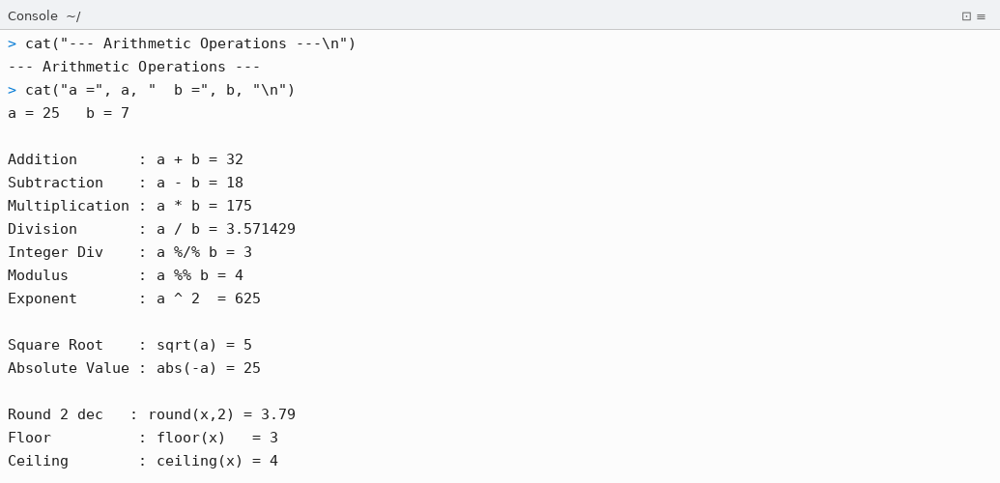 Console ~/
> cat("--- Arithmetic Operations ---\n")
--- Arithmetic Operations ---
> cat("a =", a, "  b =", b, "\n")
a = 25   b = 7

Addition       : a + b = 32
Subtraction    : a - b = 18
Multiplication : a * b = 175
Division       : a / b = 3.571429
Integer Div    : a %/% b = 3
Modulus        : a %% b = 4
Exponent       : a ^ 2  = 625

Square Root    : sqrt(a) = 5
Absolute Value : abs(-a) = 25

Round 2 dec   : round(x,2) = 3.79
Floor          : floor(x)   = 3
Ceiling        : ceiling(x) = 4